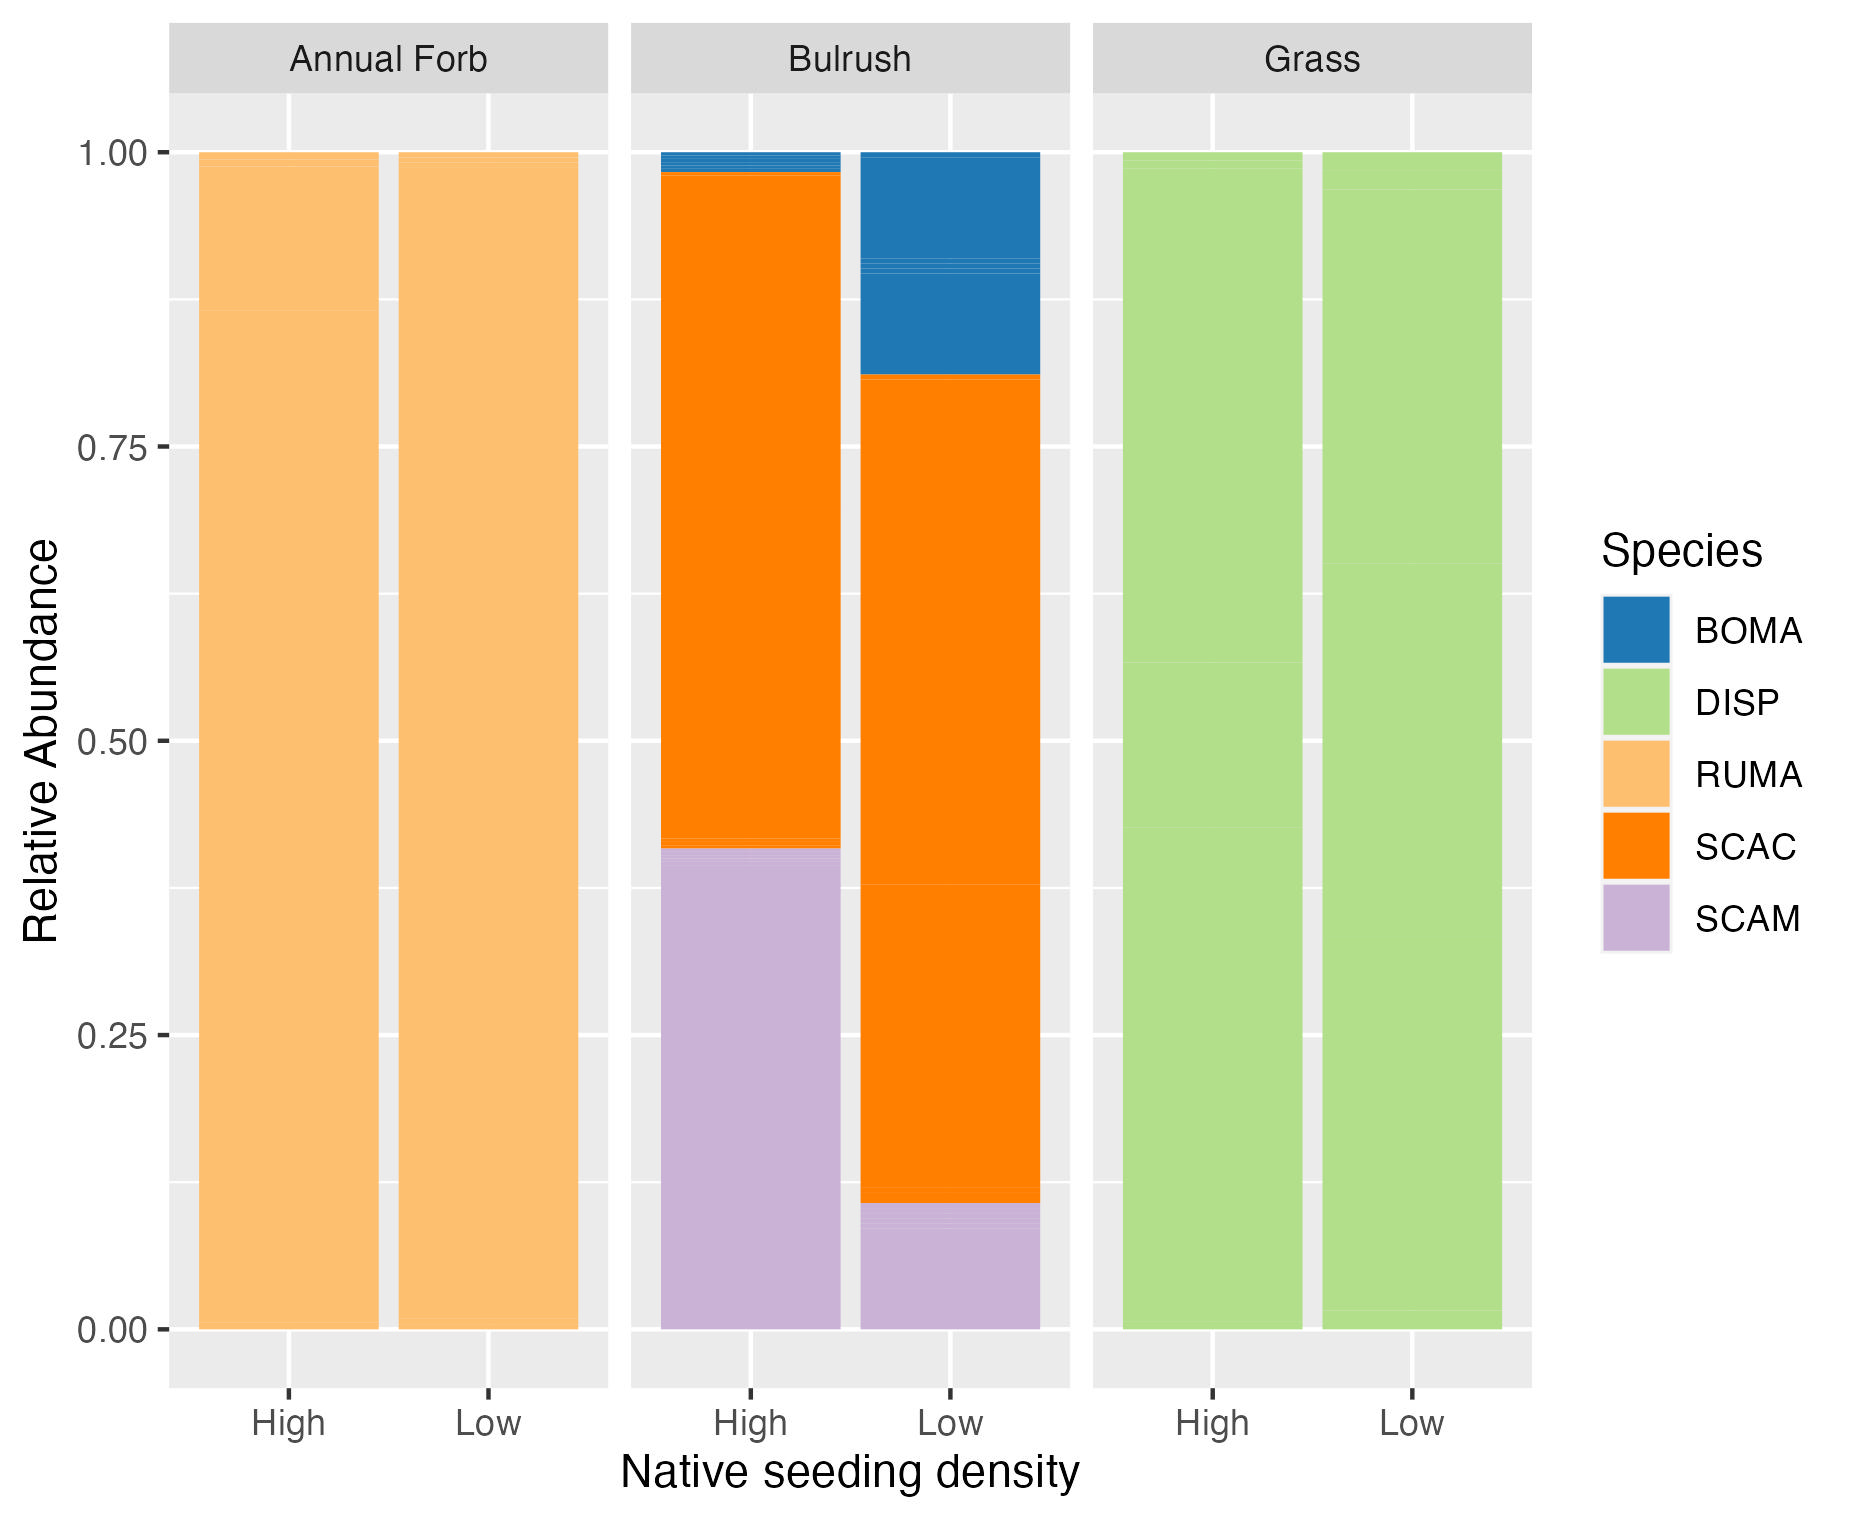 Annual Forb
Bulrush
Grass
1.00
0.75
0.50
0.25
0.00
Relative Abundance
High
Low
High
Low
High
Low
Native seeding density
Species
BOMA
DISP
RUMA
SCAC
SCAM